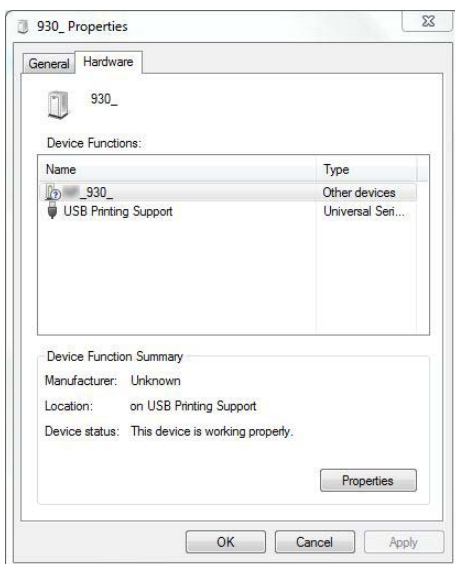 930_ Properties
General Hardware
930_
Device Functions:
Name Type
_930_ Other devices
USB Printing Support Universal Seri...
Device Function Summary
Manufacturer: Unknown
Location: on USB Printing Support
Device status: This device is working properly.
Properties
OK Cancel Apply